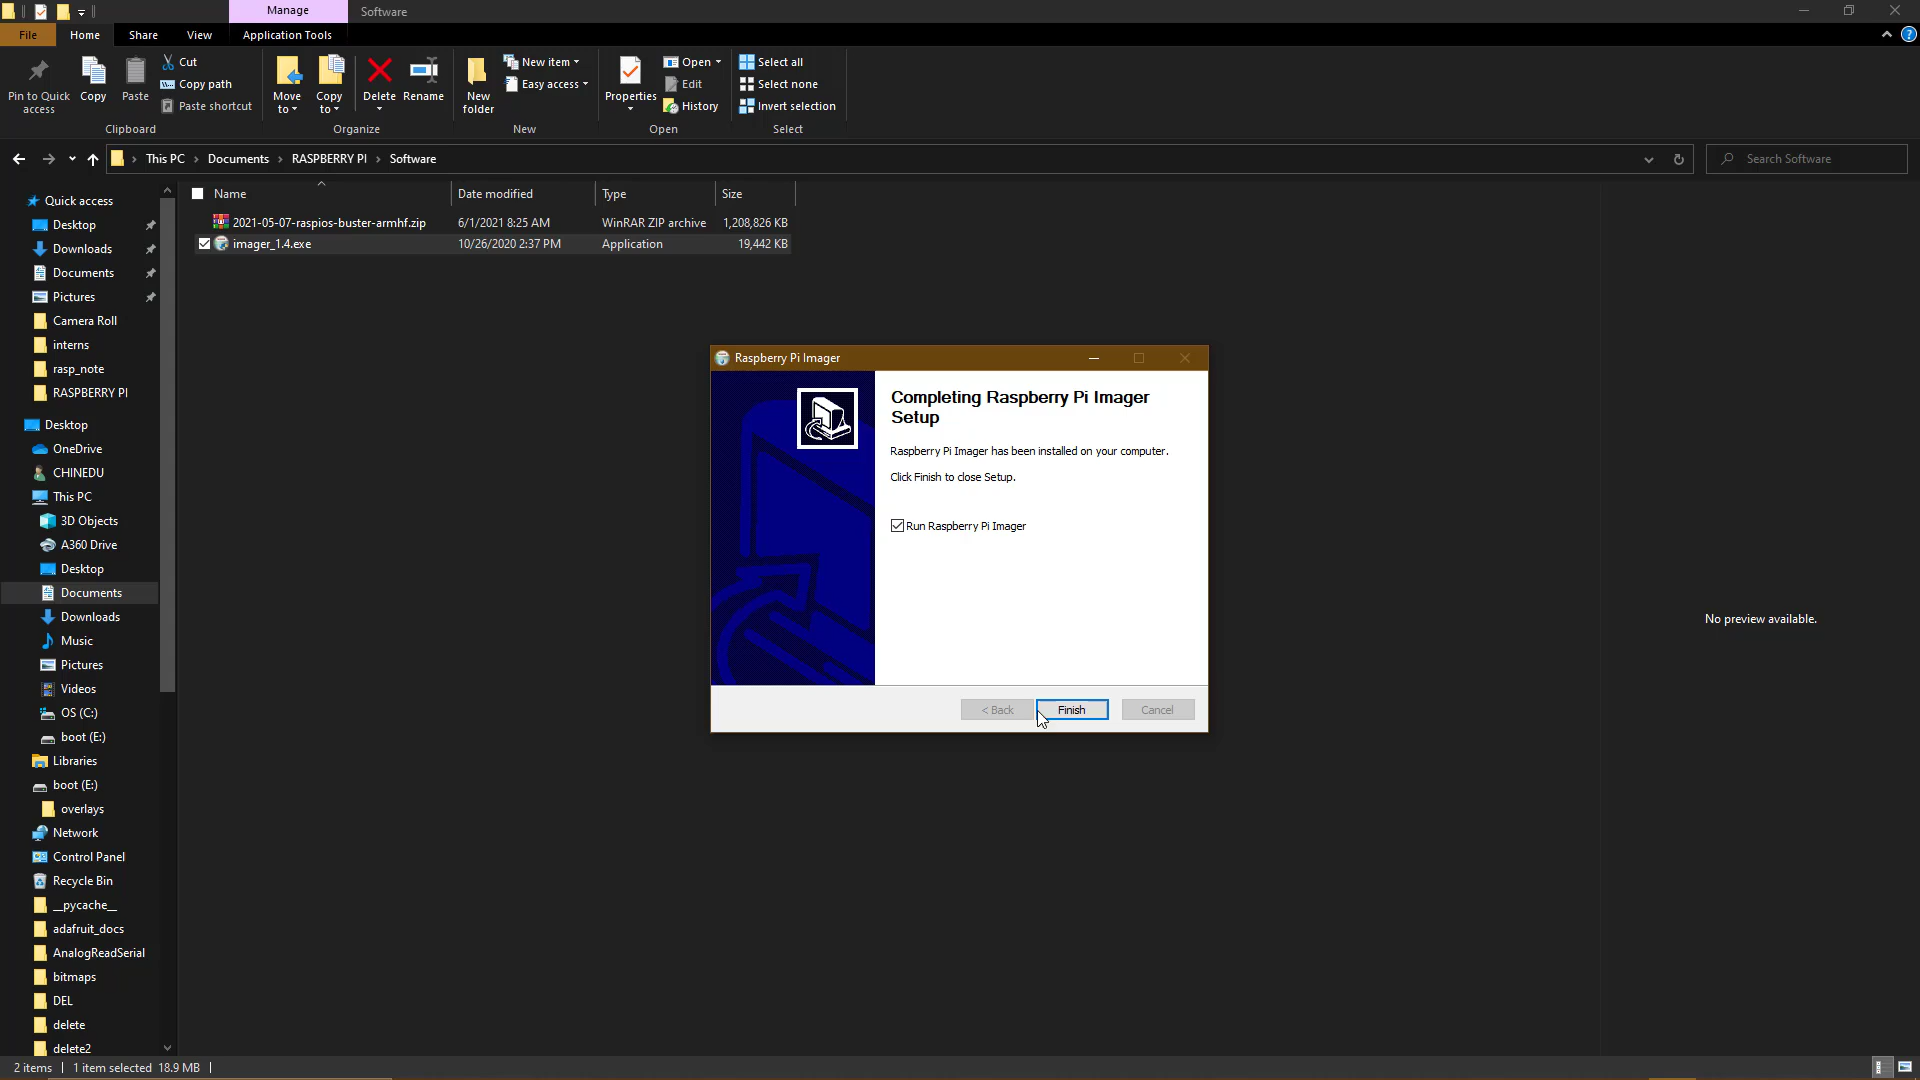 Manage
Software
File
Home
Share
View
Application Tools
Pin to Quick access
Copy
Paste
Cut
Copy path
Paste shortcut
Clipboard
Move to
Copy to
Delete
Rename
Organize
New folder
New item
Easy access
New
Properties
Open
Edit
History
Open
Select all
Select none
Invert selection
Select
This PC > Documents > RASPBERRY PI > Software
Search Software
Name
Date modified
Type
Size
2021-05-07-raspios-buster-armhf.zip 6/1/2021 8:25 AM WinRAR ZIP archive 1,208,826 KB
imager_1.4.exe 10/26/2020 2:37 PM Application 19,442 KB
Quick access
Desktop
Downloads
Documents
Pictures
Camera Roll
interns
rasp_note
RASPBERRY PI
Desktop
OneDrive
CHINEDU
This PC
3D Objects
A360 Drive
Desktop
Documents
Downloads
Music
Pictures
Videos
OS (C:)
boot (E:)
Libraries
boot (E:)
overlays
Network
Control Panel
Recycle Bin
__pycache__
adafruit_docs
AnalogReadSerial
bitmaps
DEL
delete
delete2
Raspberry Pi Imager
Completing Raspberry Pi Imager
Setup
Raspberry Pi Imager has been installed on your computer.
Click Finish to close Setup.
Run Raspberry Pi Imager
< Back
Finish
Cancel
No preview available.
2 items
1 item selected 18.9 MB